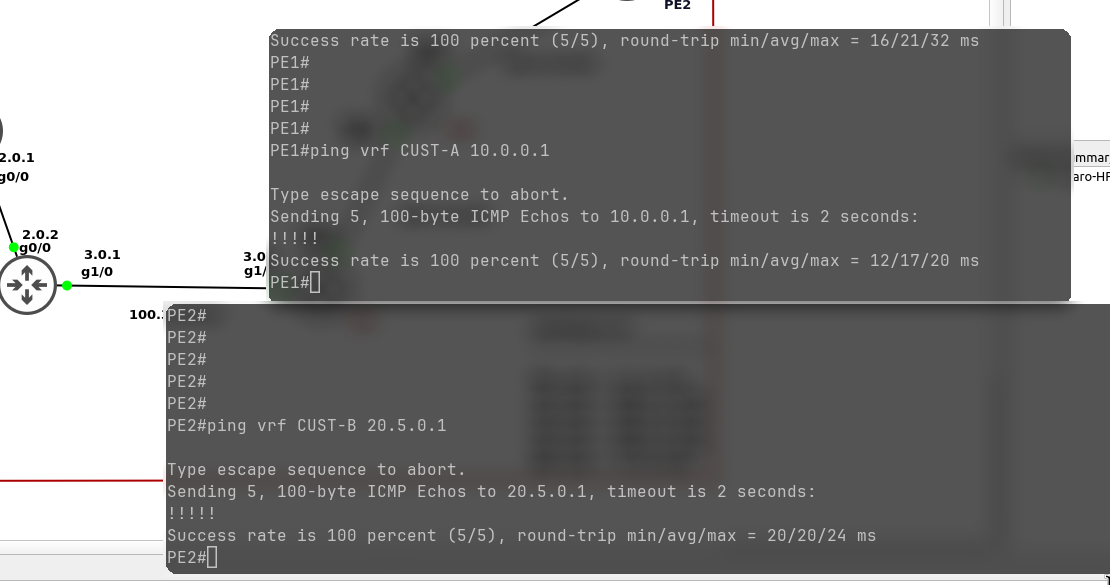 PE2
Success rate is 100 percent (5/5), round-trip min/avg/max = 16/21/32 ms
PE1#
PE1#
PE1#
PE1#
PE1#ping vrf CUST-A 10.0.0.1
Type escape sequence to abort.
Sending 5, 100-byte ICMP Echos to 10.0.0.1, timeout is 2 seconds:
!!!!!
Success rate is 100 percent (5/5), round-trip min/avg/max = 12/17/20 ms
PE1#
2.0.1
g0/0
2.0.2
g0/0
3.0.1
g1/0
3.0
g1/
100.
mmar
aro-HP
PE2#
PE2#
PE2#
PE2#
PE2#
PE2#ping vrf CUST-B 20.5.0.1
Type escape sequence to abort.
Sending 5, 100-byte ICMP Echos to 20.5.0.1, timeout is 2 seconds:
!!!!!
Success rate is 100 percent (5/5), round-trip min/avg/max = 20/20/24 ms
PE2#